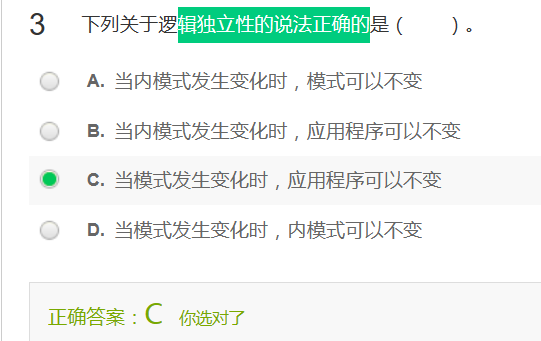 3 下列关于逻辑独立性的说法正确的是（ ）。
A. 当内模式发生变化时，模式可以不变
B. 当内模式发生变化时，应用程序可以不变
C. 当模式发生变化时，应用程序可以不变
D. 当模式发生变化时，内模式可以不变
正确答案：C 你选对了